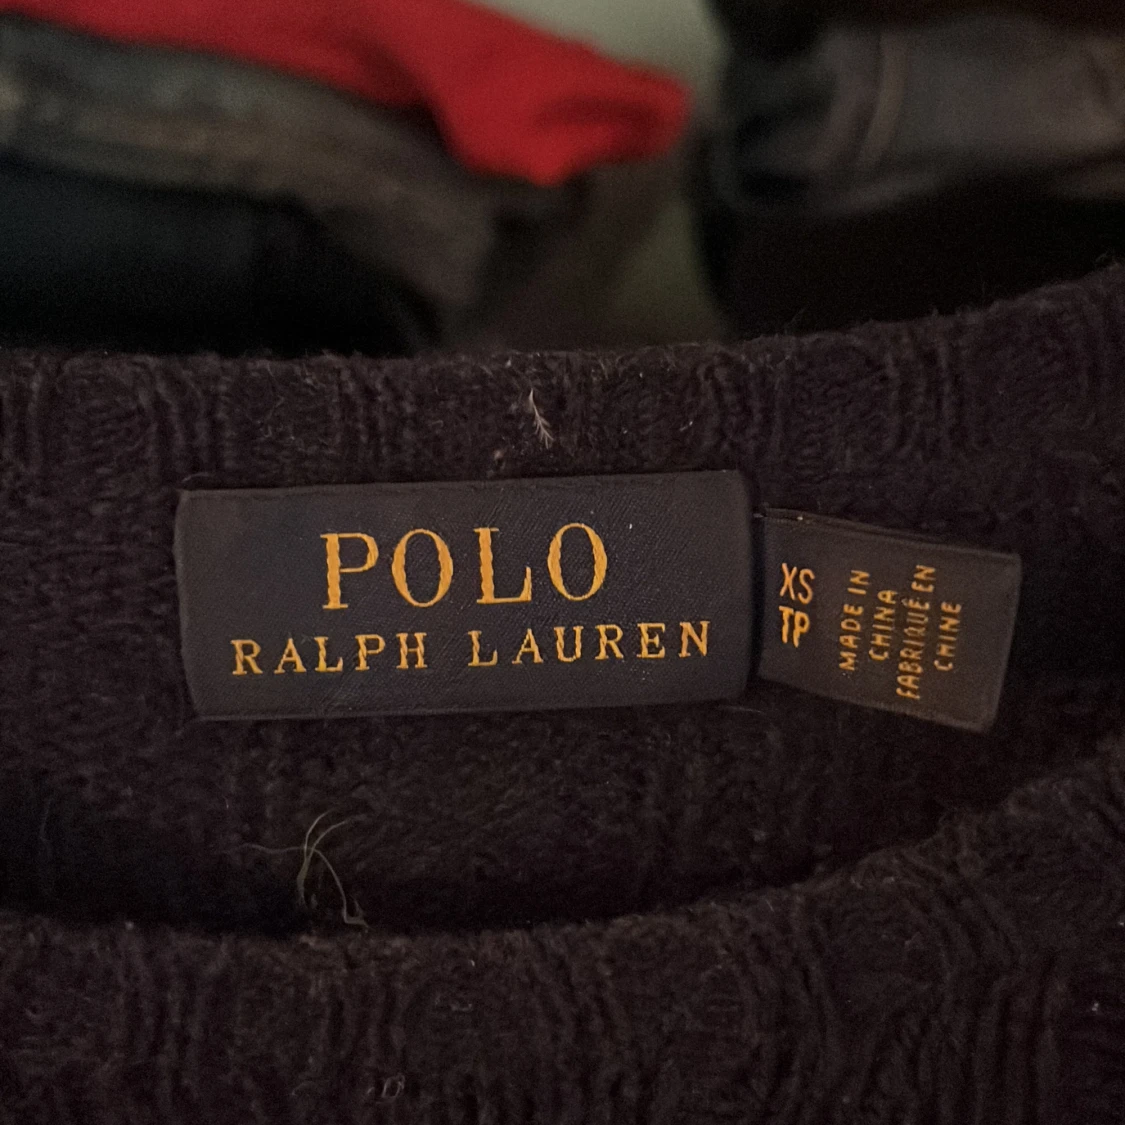 POLO
RALPH LAUREN
XS
TP
MADE IN
CHINA
FABRIQUÉ EN
CHINE